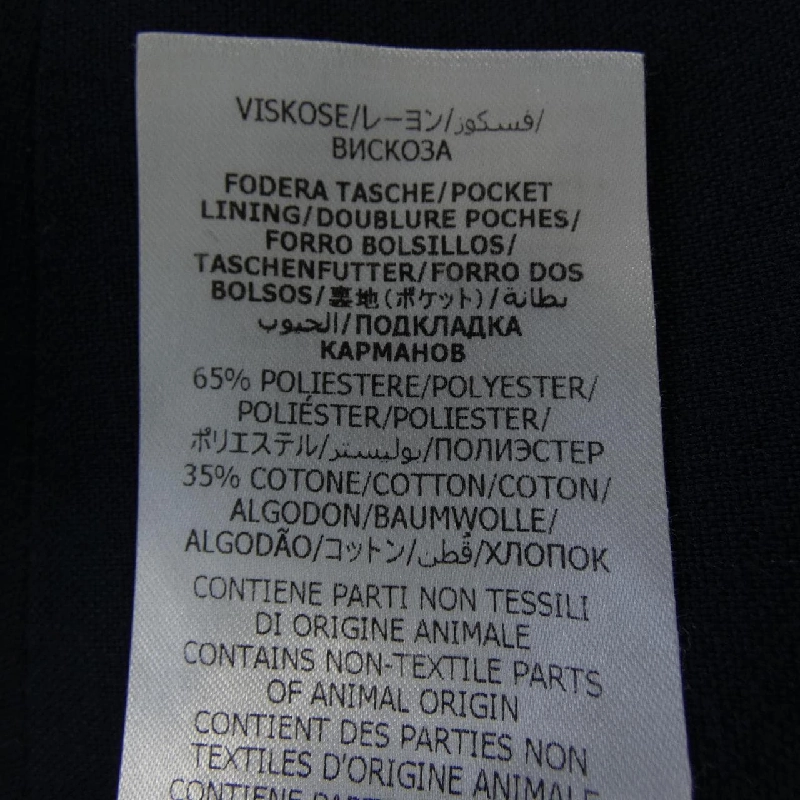 VISKOSE/レーヨン/فسكوز/
ВИСКОЗА
FODERA TASCHE/POCKET
LINING/DOUBLURE POCHES/
FORRO BOLSILLOS/
TASCHENFUTTER/FORRO DOS
BOLSOS/裏地(ポケット)/بطانة
الجيوب/ПОДКЛАДКА
КАРМАНОВ
65% POLIESTERE/POLYESTER/
POLIÉSTER/POLIESTER/
ポリエステル/بوليستر/ПОЛИЭСТЕР
35% COTONE/COTTON/COTON/
ALGODON/BAUMWOLLE/
ALGODÃO/コットン/قُطن/ХЛОПОК
CONTIENE PARTI NON TESSILI
DI ORIGINE ANIMALE
CONTAINS NON-TEXTILE PARTS
OF ANIMAL ORIGIN
CONTIENT DES PARTIES NON
TEXTILES D'ORIGINE ANIMALE
CONTIENE